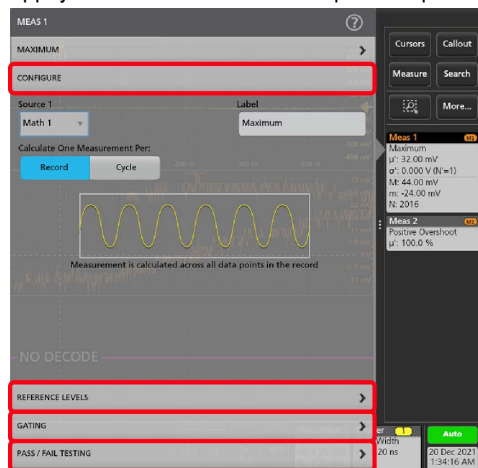 MEAS 1
MAXIMUM
CONFIGURE
Source 1
Label
Math 1
Maximum
Calculate One Measurement Per:
Record
Cycle
Measurement is calculated across all data points in the record
NO DECODE
REFERENCE LEVELS
GATING
PASS / FAIL TESTING
Cursors
Callout
Measure
Search
More...
Meas 1
Maximum
µ': 32.00 mV
σ': 0.000 V (N'=1)
M: 44.00 mV
m: -24.00 mV
N: 2016
Meas 2
Positive Overshoot
µ': 100.0 %
er 1
Width
20 ns
Auto
20 Dec 2021
1:34:16 AM